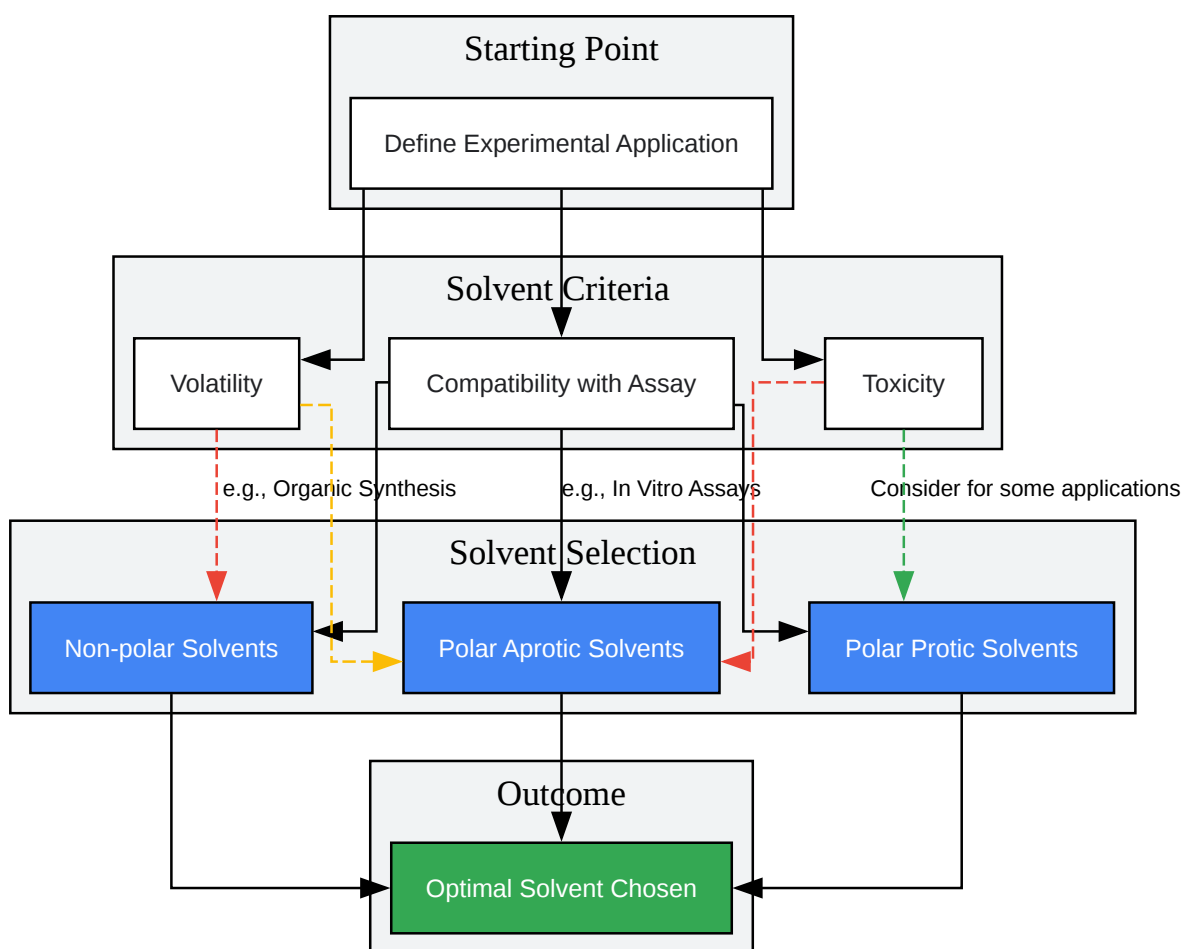 Starting Point
Define Experimental Application
Solvent Criteria
Volatility
Compatibility with Assay
Toxicity
e.g., Organic Synthesis
e.g., In Vitro Assays
Consider for some applications
Solvent Selection
Non-polar Solvents
Polar Aprotic Solvents
Polar Protic Solvents
Outcome
Optimal Solvent Chosen